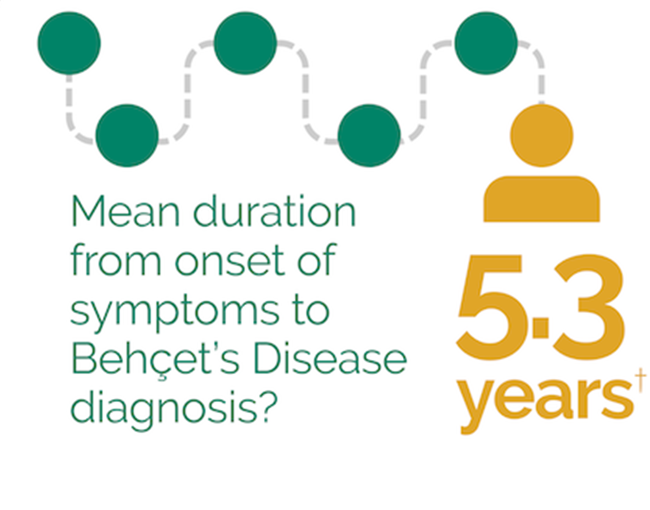 Mean duration
from onset of
symptoms to
Behçet’s Disease
diagnosis?
5.3
years†